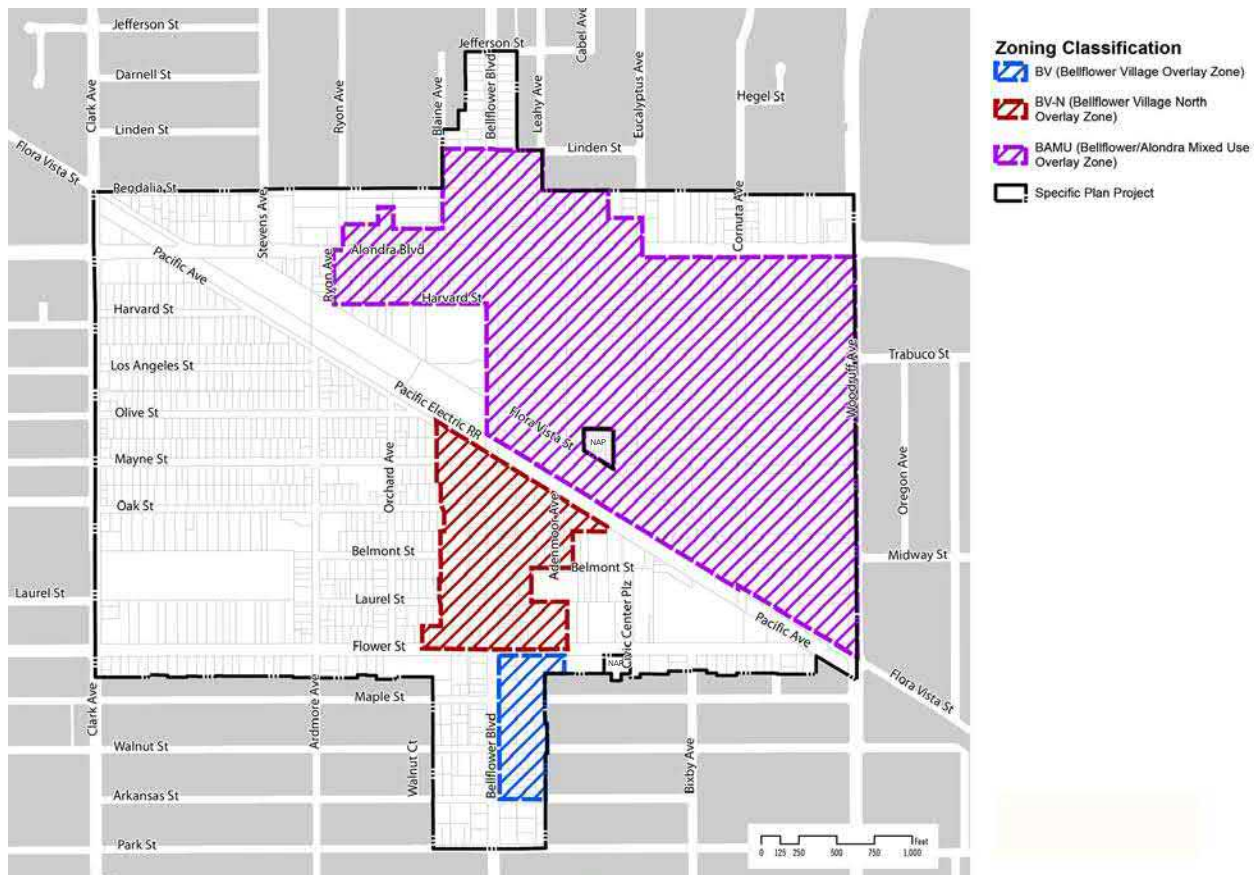 Jefferson St
Jefferson St
Cabel Ave
Clark Ave
Darnell St
Ryon Ave
Blaine Ave
Bellflower Blvd
Leahy Ave
Eucalyptus Ave
Hegel St
Linden St
Linden St
Flora Vista St
Rendalia St
Stevens Ave
Cornuta Ave
Alondra Blvd
Pacific Ave
Ryon Ave
Harvard St
Harvard St
Trabuco St
Woodruff Ave
Los Angeles St
Pacific Electric RR
Olive St
Flora Vista St
NAP
Mayne St
Orchard Ave
Oregon Ave
Oak St
Adenmoor Ave
Belmont St
Belmont St
Midway St
Laurel St
Laurel St
Civic Center Plz
Pacific Ave
Flower St
NAP
Flora Vista St
Clark Ave
Ardmore Ave
Maple St
Walnut St
Walnut Ct
Bellflower Blvd
Bixby Ave
Arkansas St
Park St
0 125 250 500 750 1,000 Feet
Zoning Classification
BV (Bellflower Village Overlay Zone)
BV-N (Bellflower Village North
Overlay Zone)
BAMU (Bellflower/Alondra Mixed Use
Overlay Zone)
Specific Plan Project